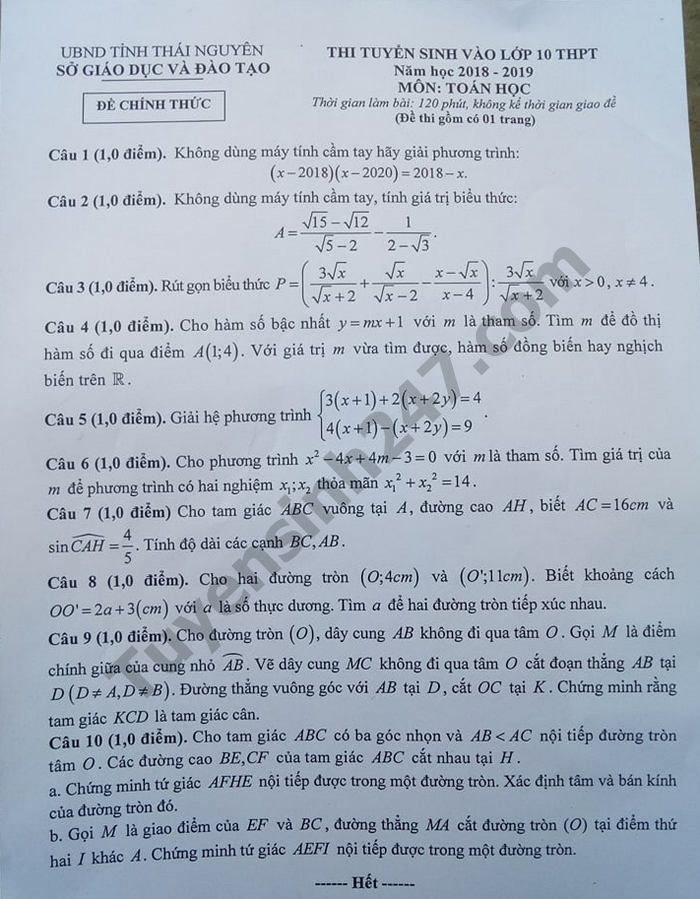 UBND TỈNH THÁI NGUYÊN
SỞ GIÁO DỤC VÀ ĐÀO TẠO
ĐỀ CHÍNH THỨC
THI TUYỂN SINH VÀO LỚP 10 THPT
Năm học 2018 - 2019
MÔN: TOÁN HỌC
Thời gian làm bài: 120 phút, không kể thời gian giao đề
(Đề thi gồm có 01 trang)
Câu 1 (1,0 điểm). Không dùng máy tính cầm tay hãy giải phương trình:
(x−2018)(x−2020)=2018−x.
Câu 2 (1,0 điểm). Không dùng máy tính cầm tay, tính giá trị biểu thức:
A = (√15−√12)/(√5−2) − 1/(2−√3).
Câu 3 (1,0 điểm). Rút gọn biểu thức P = (3√x/(√x+2) + √x/(√x−2) − (x−√x)/(x−4)) : 3√x/(√x+2) với x>0, x≠4.
Câu 4 (1,0 điểm). Cho hàm số bậc nhất y=mx+1 với m là tham số. Tìm m để đồ thị
hàm số đi qua điểm A(1;4). Với giá trị m vừa tìm được, hàm số đồng biến hay nghịch
biến trên ℝ.
Câu 5 (1,0 điểm). Giải hệ phương trình {3(x+1)+2(x+2y)=4
4(x+1)−(x+2y)=9.
Câu 6 (1,0 điểm). Cho phương trình x²−4x+4m−3=0 với m là tham số. Tìm giá trị của
m để phương trình có hai nghiệm x₁;x₂ thỏa mãn x₁²+x₂²=14.
Câu 7 (1,0 điểm) Cho tam giác ABC vuông tại A, đường cao AH, biết AC=16cm và
sin CAH = 4/5. Tính độ dài các cạnh BC, AB.
Câu 8 (1,0 điểm). Cho hai đường tròn (O;4cm) và (O';11cm). Biết khoảng cách
OO'=2a+3(cm) với a là số thực dương. Tìm a để hai đường tròn tiếp xúc nhau.
Câu 9 (1,0 điểm). Cho đường tròn (O), dây cung AB không đi qua tâm O. Gọi M là điểm
chính giữa của cung nhỏ AB. Vẽ dây cung MC không đi qua tâm O cắt đoạn thẳng AB tại
D(D≠A,D≠B). Đường thẳng vuông góc với AB tại D, cắt OC tại K. Chứng minh rằng
tam giác KCD là tam giác cân.
Câu 10 (1,0 điểm). Cho tam giác ABC có ba góc nhọn và AB<AC nội tiếp đường tròn
tâm O. Các đường cao BE,CF của tam giác ABC cắt nhau tại H.
a. Chứng minh tứ giác AFHE nội tiếp được trong một đường tròn. Xác định tâm và bán kính
của đường tròn đó.
b. Gọi M là giao điểm của EF và BC, đường thẳng MA cắt đường tròn (O) tại điểm thứ
hai I khác A. Chứng minh tứ giác AEFI nội tiếp được trong một đường tròn.
------ Hết ------
Tuyensinh247.com